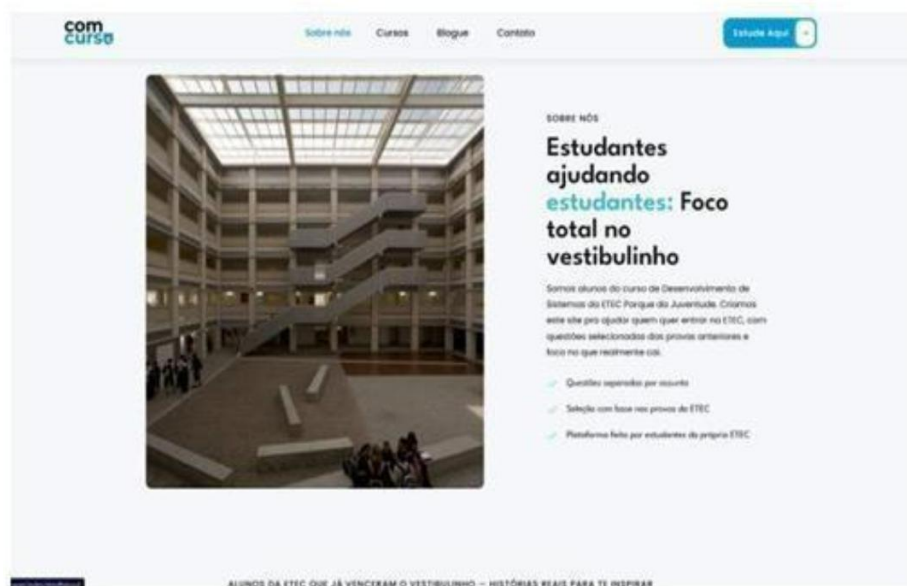 com
curso
Sobre nós Cursos Blogue Contato
Estude Aqui
SOBRE NÓS
Estudantes
ajudando
estudantes: Foco
total no
vestibulinho
Somos alunos do curso de Desenvolvimento de
Sistemas da ETEC Parque da Juventude. Criamos
este site pra ajudar quem quer entrar na ETEC, com
questões selecionadas das provas anteriores e
foco no que realmente cai.
Questões separadas por assunto
Seleção com base nas provas da ETEC
Plataforma feita por estudantes da própria ETEC
ALUNOS DA ETEC QUE JÁ VENCERAM O VESTIBULINHO — HISTÓRIAS REAIS PARA TE INSPIRAR